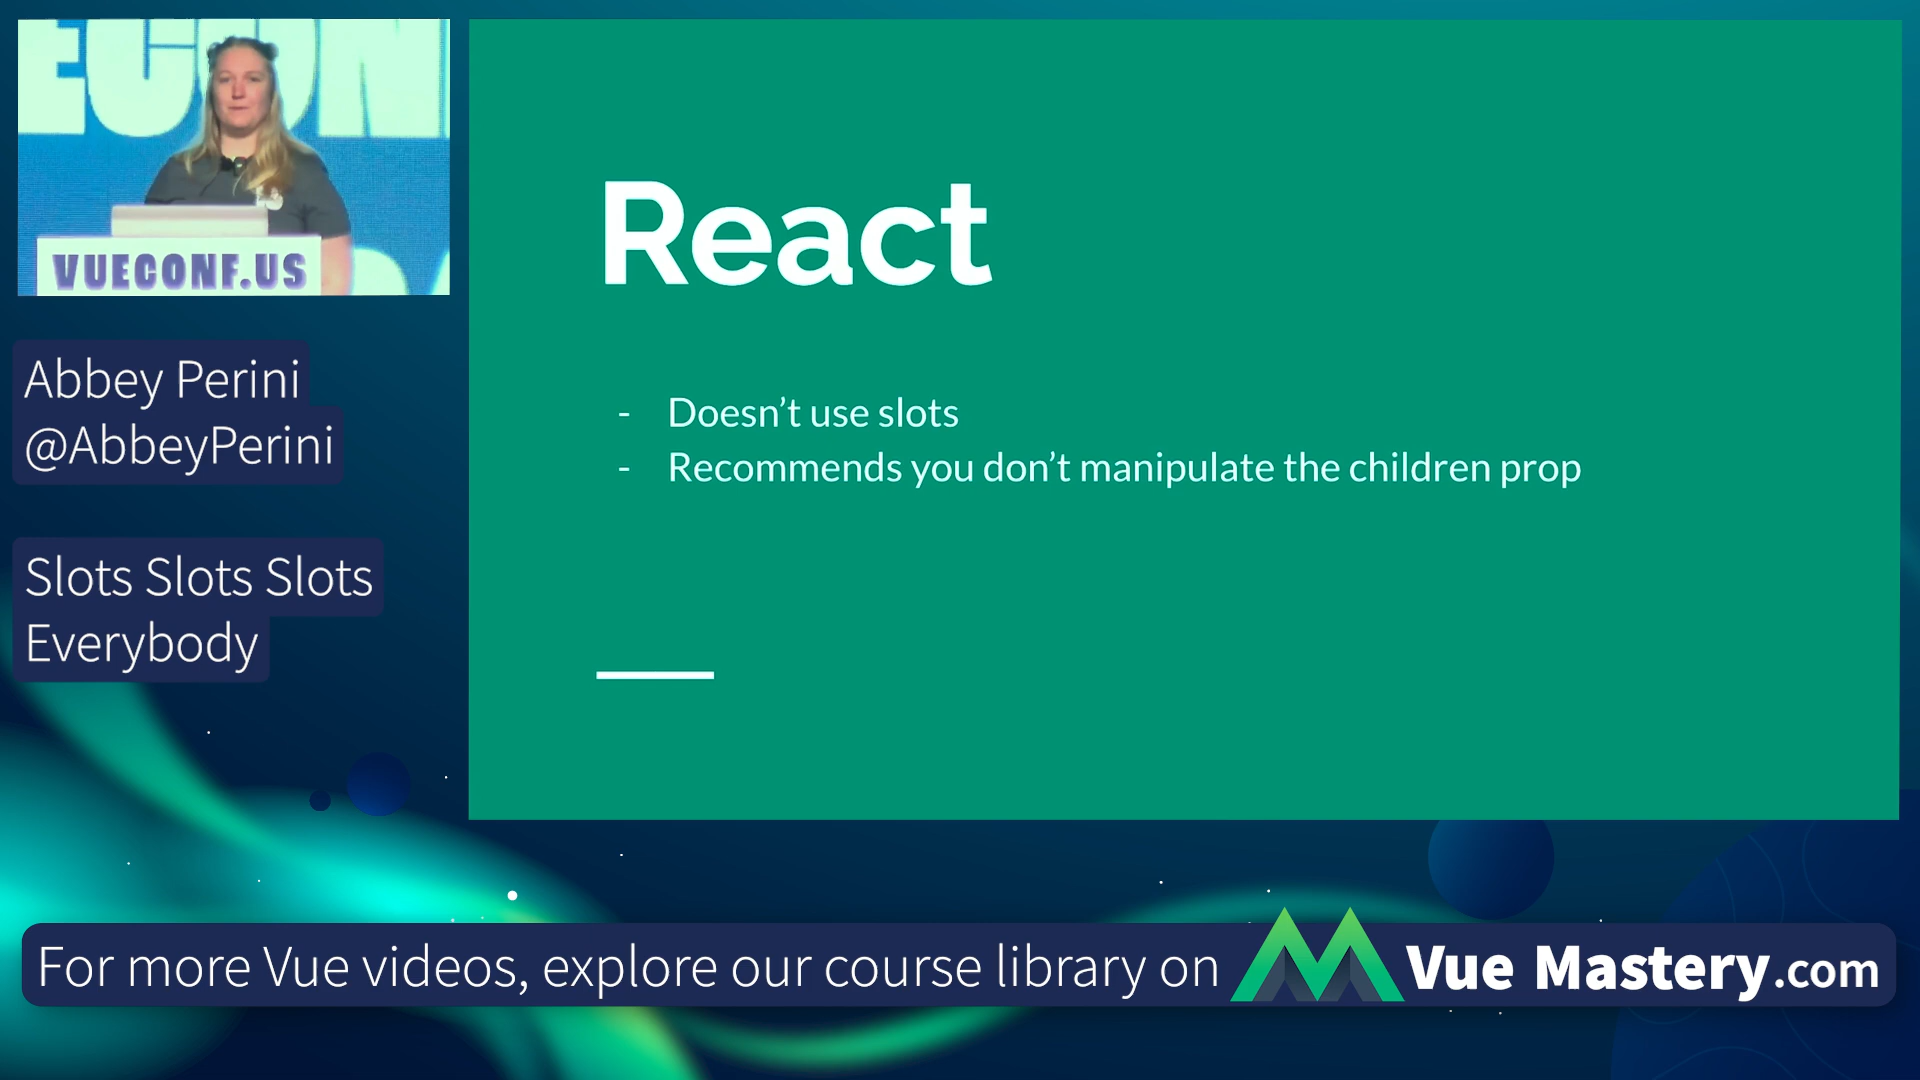 ECON
VUECONF.US
Abbey Perini
@AbbeyPerini
Slots Slots Slots
Everybody
React
- Doesn’t use slots
- Recommends you don’t manipulate the children prop
For more Vue videos, explore our course library on Vue Mastery.com